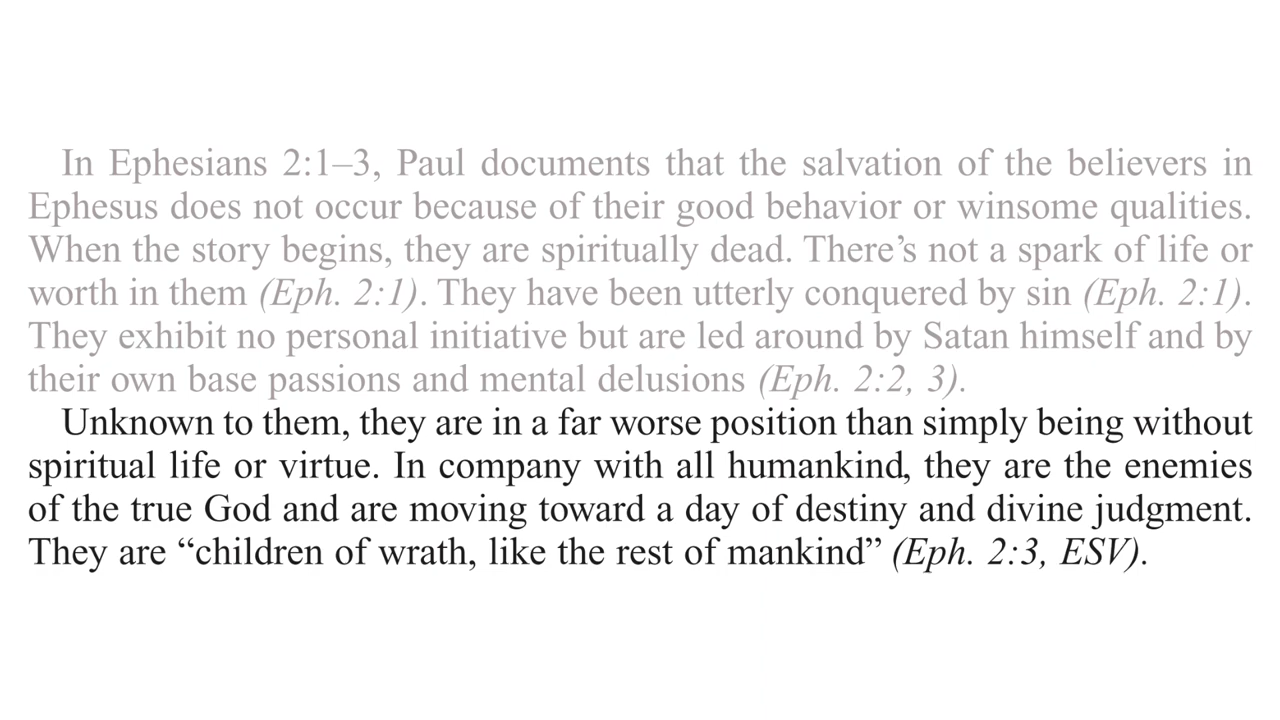 In Ephesians 2:1–3, Paul documents that the salvation of the believers in
Ephesus does not occur because of their good behavior or winsome qualities.
When the story begins, they are spiritually dead. There’s not a spark of life or
worth in them (Eph. 2:1). They have been utterly conquered by sin (Eph. 2:1).
They exhibit no personal initiative but are led around by Satan himself and by
their own base passions and mental delusions (Eph. 2:2, 3).
Unknown to them, they are in a far worse position than simply being without
spiritual life or virtue. In company with all humankind, they are the enemies
of the true God and are moving toward a day of destiny and divine judgment.
They are “children of wrath, like the rest of mankind” (Eph. 2:3, ESV).